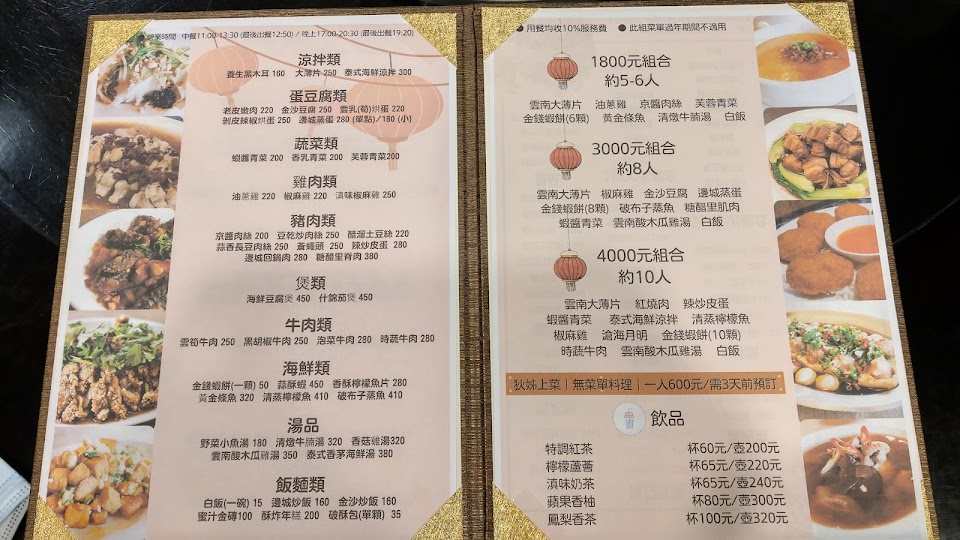 營業時間 中餐11:00-13:30 (最後出餐12:50) / 晚上17:00-20:30 (最後出餐19:20)
涼拌類
養生黑木耳 160 大薄片 250 泰式海鮮涼拌 300
蛋豆腐類
老皮嫩肉 220 金沙豆腐 250 雲乳(荀)烘蛋 220
剝皮辣椒烘蛋 250 邊城蒸蛋 280 (單點)/180 (小)
蔬菜類
蝦醬青菜 200 香乳青菜 200 芙蓉青菜200
雞肉類
油蔥雞 220 椒麻雞 220 滇味椒麻雞 250
豬肉類
京醬肉絲 200 豆乾炒肉絲 250 醋溜土豆絲 220
蒜香長豆肉絲 250 蒼蠅頭 250 辣炒皮蛋 280
邊城回鍋肉 280 糖醋里脊肉 380
煲類
海鮮豆腐煲 450 什錦茄煲 450
牛肉類
雲筍牛肉 250 黑胡椒牛肉 250 泡菜牛肉 280 時蔬牛肉 280
海鮮類
金錢蝦餅(一顆) 50 蒜酥蝦 450 香酥檸檬魚片 280
黃金條魚 320 清蒸檸檬魚 410 破布子蒸魚 410
湯品
野菜小魚湯 180 清燉牛腩湯 320 香菇雞湯320
雲南酸木瓜雞湯 350 泰式香茅海鮮湯 380
飯麵類
白飯(一碗) 15 邊城炒飯 160 金沙炒飯 160
蜜汁金磚100 酥炸年糕 200 破酥包(單顆) 35
● 用餐均收10%服務費 ● 此組菜單過年期間不適用
1800元組合
約5-6人
雲南大薄片 油蔥雞 京醬肉絲 芙蓉青菜
金錢蝦餅(6顆) 黃金條魚 清燉牛腩湯 白飯
3000元組合
約8人
雲南大薄片 椒麻雞 金沙豆腐 邊城蒸蛋
金錢蝦餅(8顆) 破布子蒸魚 糖醋里肌肉
蝦醬青菜 雲南酸木瓜雞湯 白飯
4000元組合
約10人
雲南大薄片 紅燒肉 辣炒皮蛋
蝦醬青菜 泰式海鮮涼拌 清蒸檸檬魚
椒麻雞 滄海月明 金錢蝦餅(10顆)
時蔬牛肉 雲南酸木瓜雞湯 白飯
狄姊上菜 | 無菜單料理 | 一人600元/需3天前預訂
飲品
特調紅茶 杯60元/壺200元
檸檬蘆薈 杯65元/壺220元
滇味奶茶 杯65元/壺240元
蘋果香柚 杯80元/壺300元
鳳梨香茶 杯100元/壺320元